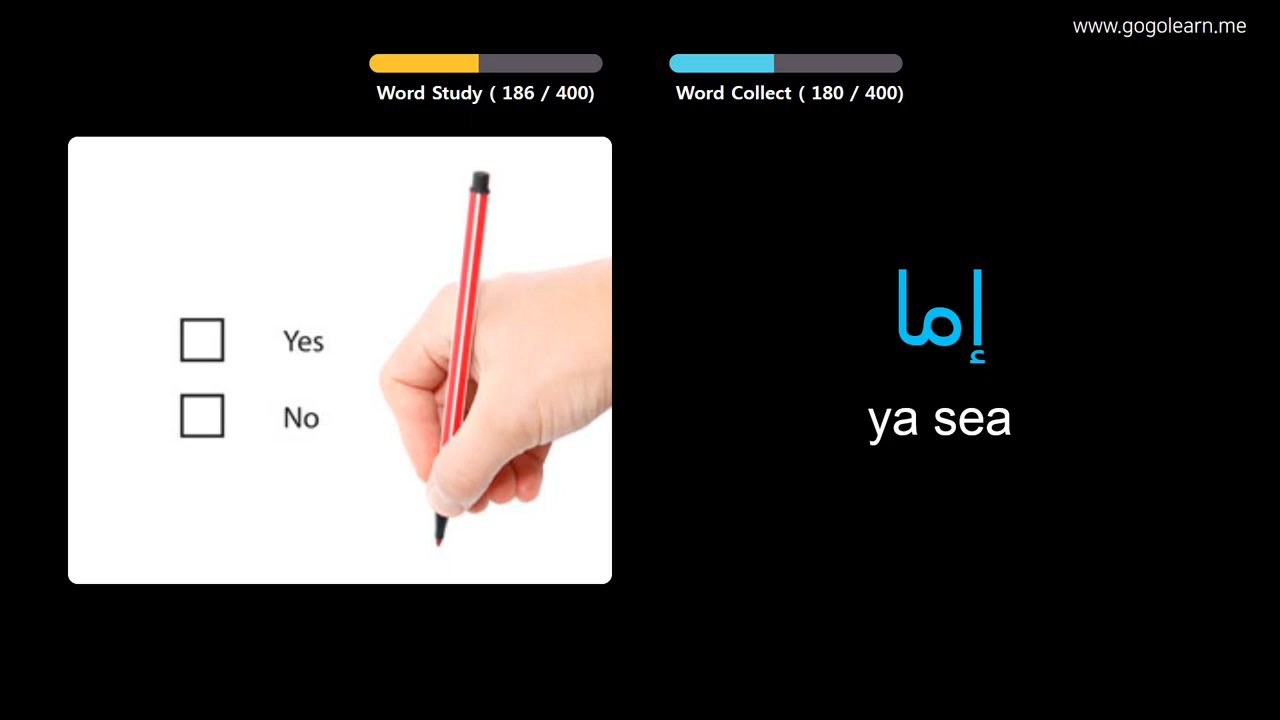 www.gogolearn.me
Word Study ( 186 / 400)
Word Collect ( 180 / 400)
Yes
No
إما
ya sea